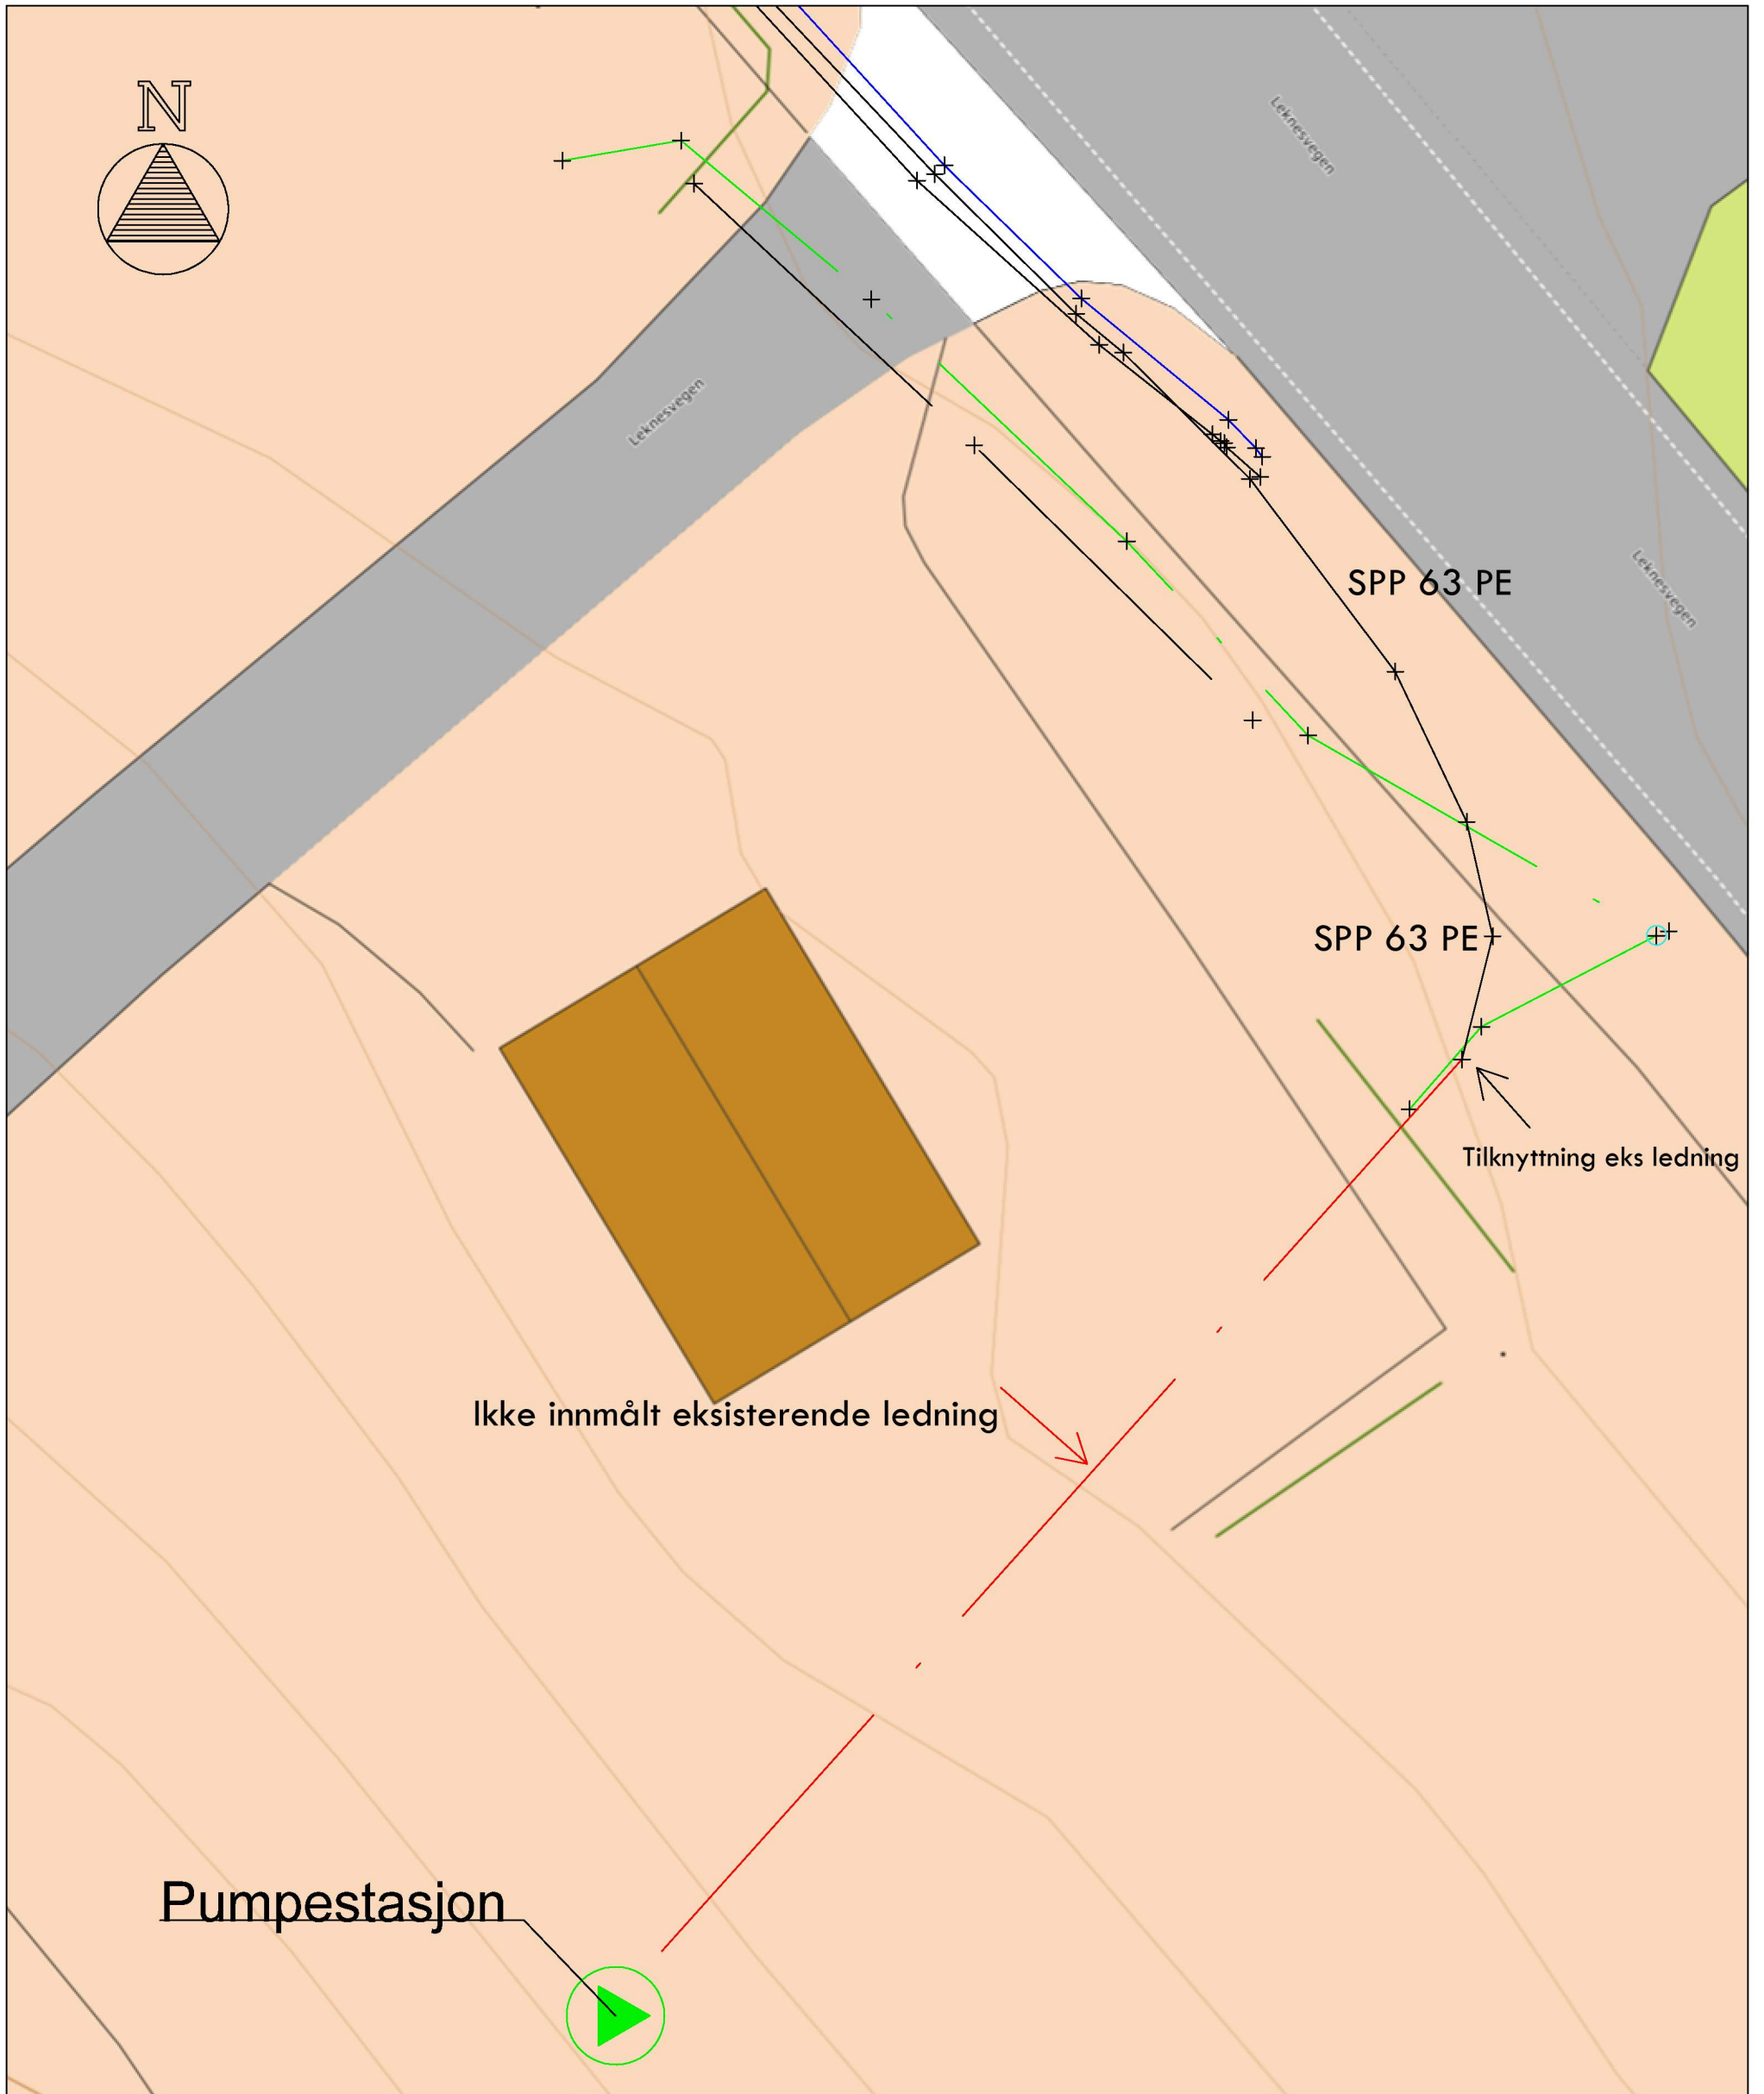 N
Leknesvegen
Leknesvegen
SPP 63 PE
Leknesvegen
SPP 63 PE
Tilknyttning eks ledning
Ikke innmålt eksisterende ledning
Pumpestasjon